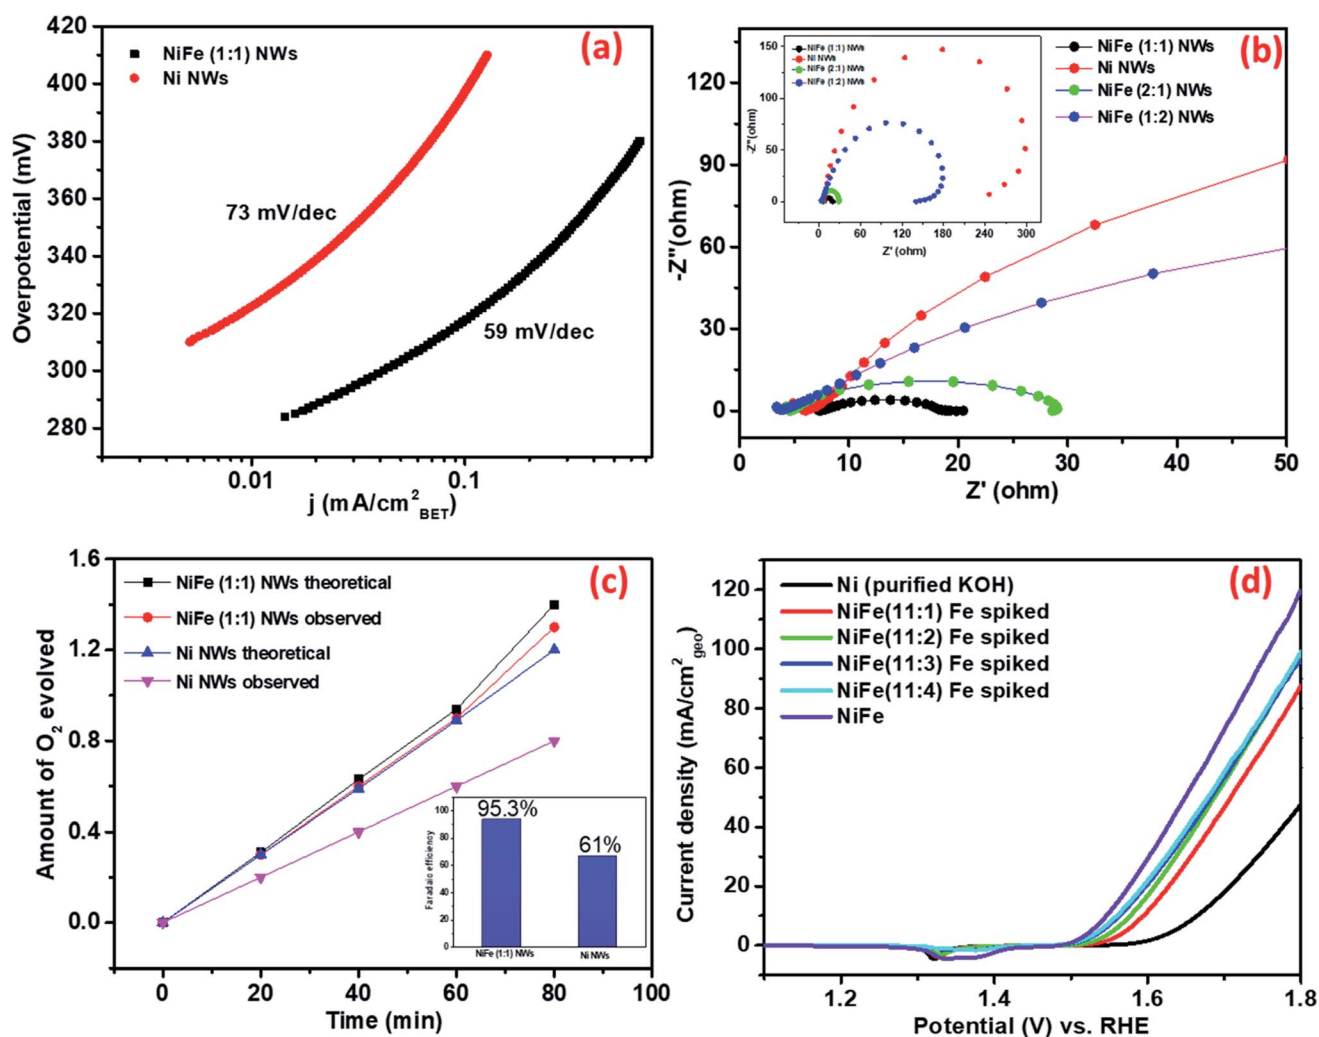 (a)
NiFe (1:1) NWs
Ni NWs
73 mV/dec
59 mV/dec
420
400
380
360
340
320
300
280
Overpotential (mV)
0.01
0.1
j (mA/cm²BET)
(b)
NiFe (1:1) NWs
Ni NWs
NiFe (2:1) NWs
NiFe (1:2) NWs
120
90
60
30
0
-Z"(ohm)
0
10
20
30
40
50
Z' (ohm)
NiFe (1:1) NWs
Ni NWs
NiFe (2:1) NWs
NiFe (1:2) NWs
150
100
50
0
-Z"(ohm)
0
60
120
180
240
300
Z' (ohm)
(c)
NiFe (1:1) NWs theoretical
NiFe (1:1) NWs observed
Ni NWs theoretical
Ni NWs observed
1.6
1.2
0.8
0.4
0.0
Amount of O₂ evolved
0
20
40
60
80
100
Time (min)
95.3%
61%
100
80
60
40
20
0
Faradaic efficiency
NiFe (1:1) NWs
Ni NWs
(d)
Ni (purified KOH)
NiFe(11:1) Fe spiked
NiFe(11:2) Fe spiked
NiFe(11:3) Fe spiked
NiFe(11:4) Fe spiked
NiFe
120
100
80
60
40
20
0
Current density (mA/cm²geo)
1.2
1.4
1.6
1.8
Potential (V) vs. RHE